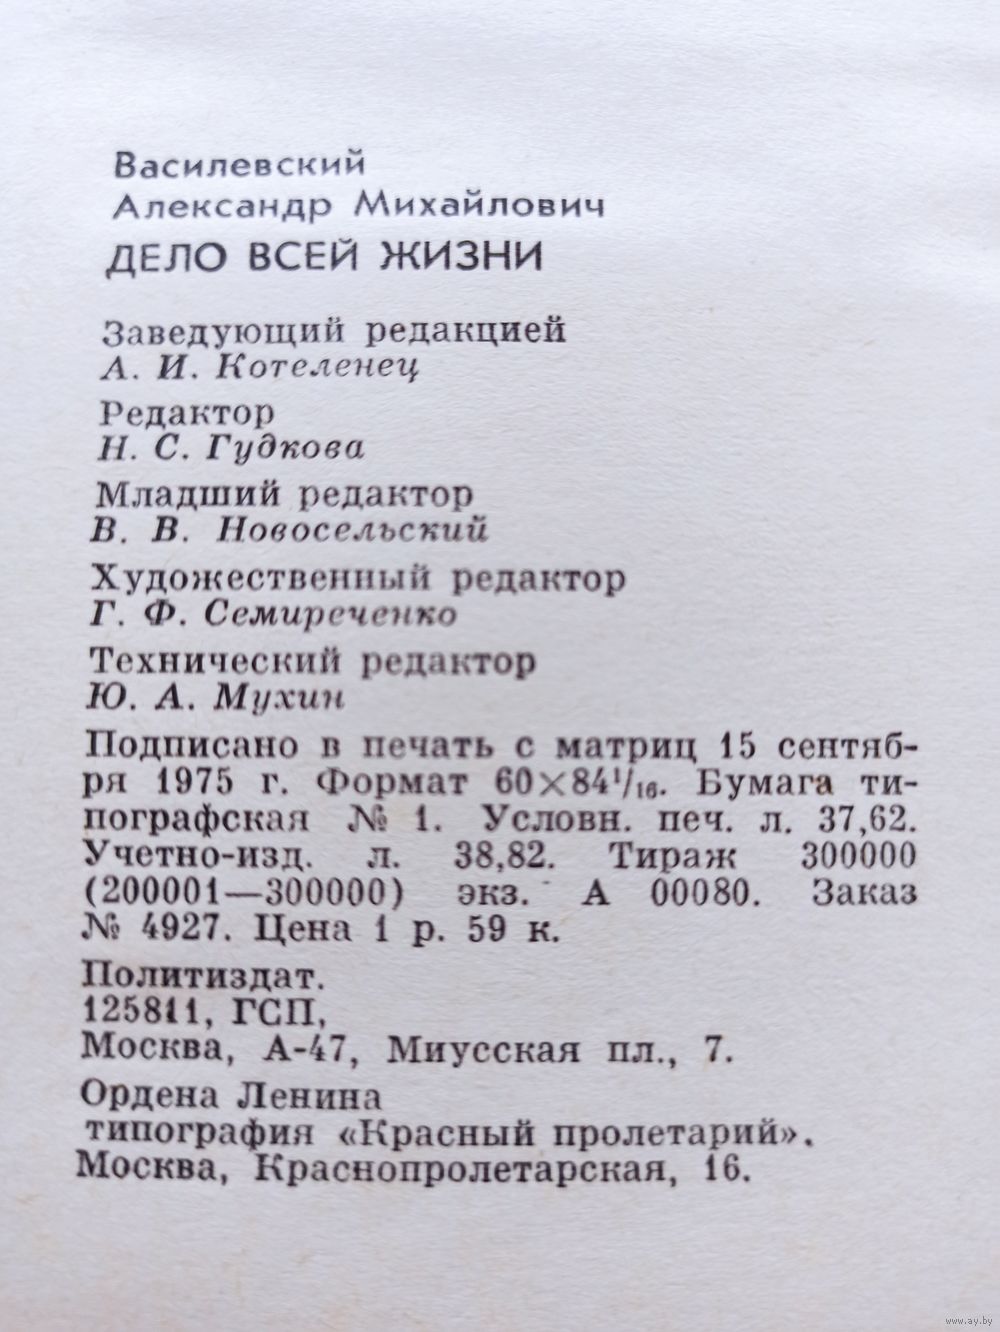 Василевский
Александр Михайлович
ДЕЛО ВСЕЙ ЖИЗНИ
Заведующий редакцией
А. И. Котеленец
Редактор
Н. С. Гудкова
Младший редактор
В. В. Новосельский
Художественный редактор
Г. Ф. Семиреченко
Технический редактор
Ю. А. Мухин
Подписано в печать с матриц 15 сентяб-
ря 1975 г. Формат 60×84¹/₁₆. Бумага ти-
пографская № 1. Условн. печ. л. 37,62.
Учетно-изд. л. 38,82. Тираж 300000
(200001—300000) экз. А 00080. Заказ
№ 4927. Цена 1 р. 59 к.
Политиздат.
125811, ГСП,
Москва, А-47, Миусская пл., 7.
Ордена Ленина
типография «Красный пролетарий».
Москва, Краснопролетарская, 16.
www.ay.by